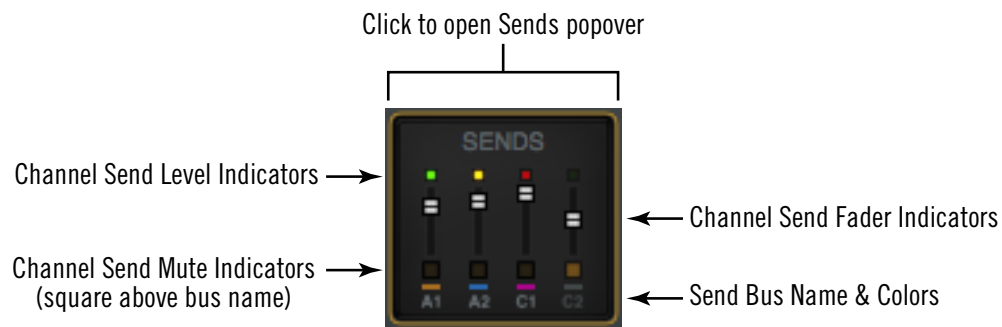 Click to open Sends popover
SENDS
Channel Send Level Indicators
Channel Send Fader Indicators
Channel Send Mute Indicators
(square above bus name)
A1 A2 C1 C2
Send Bus Name & Colors